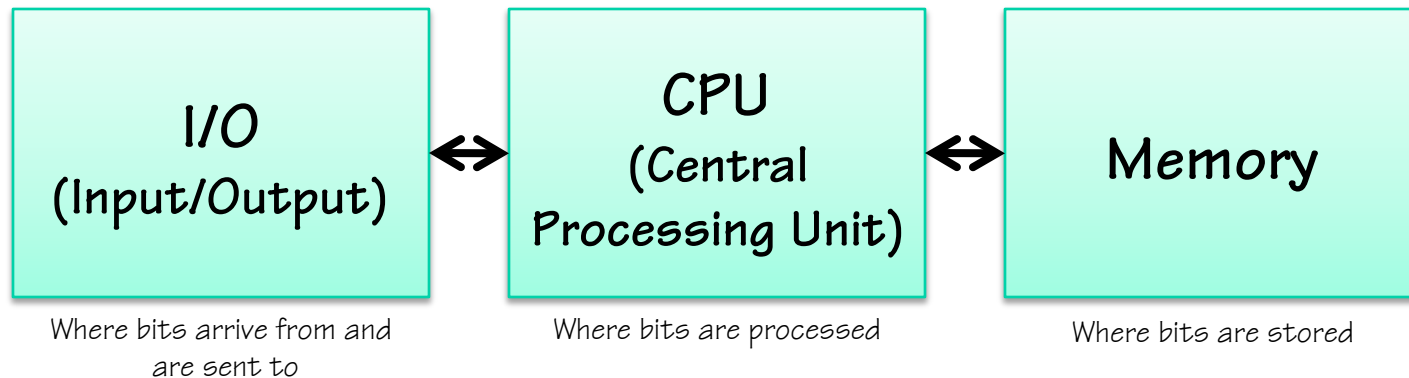 I/O
(Input/Output)
CPU
(Central
Processing Unit)
Memory
Where bits arrive from and
are sent to
Where bits are processed
Where bits are stored